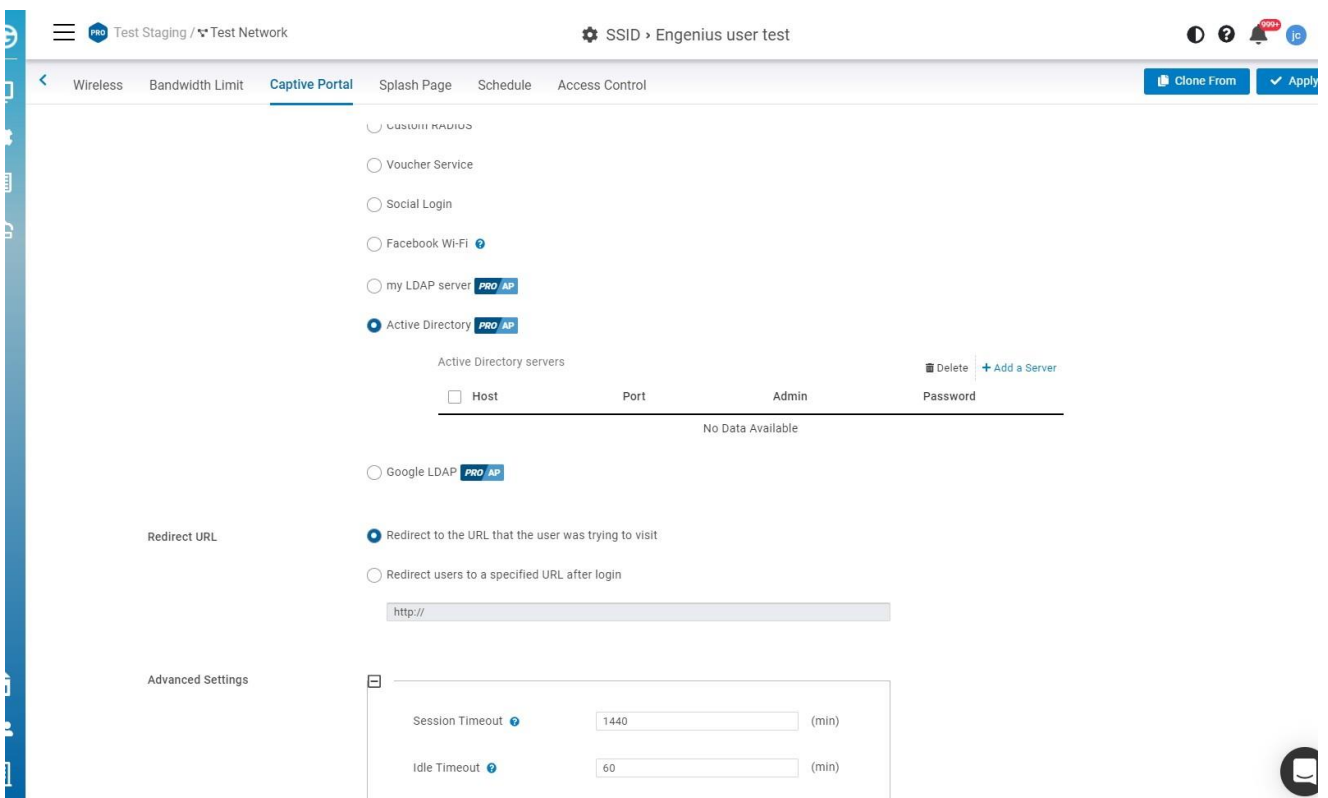 PRO Test Staging / Test Network
SSID › Engenius user test
999+
jc
Wireless Bandwidth Limit Captive Portal Splash Page Schedule Access Control
Clone From
Apply
Custom RADIUS
Voucher Service
Social Login
Facebook Wi-Fi ?
my LDAP server PRO AP
Active Directory PRO AP
Active Directory servers
Delete + Add a Server
Host Port Admin Password
No Data Available
Google LDAP PRO AP
Redirect URL
Redirect to the URL that the user was trying to visit
Redirect users to a specified URL after login
http://
Advanced Settings
Session Timeout ? 1440 (min)
Idle Timeout ? 60 (min)